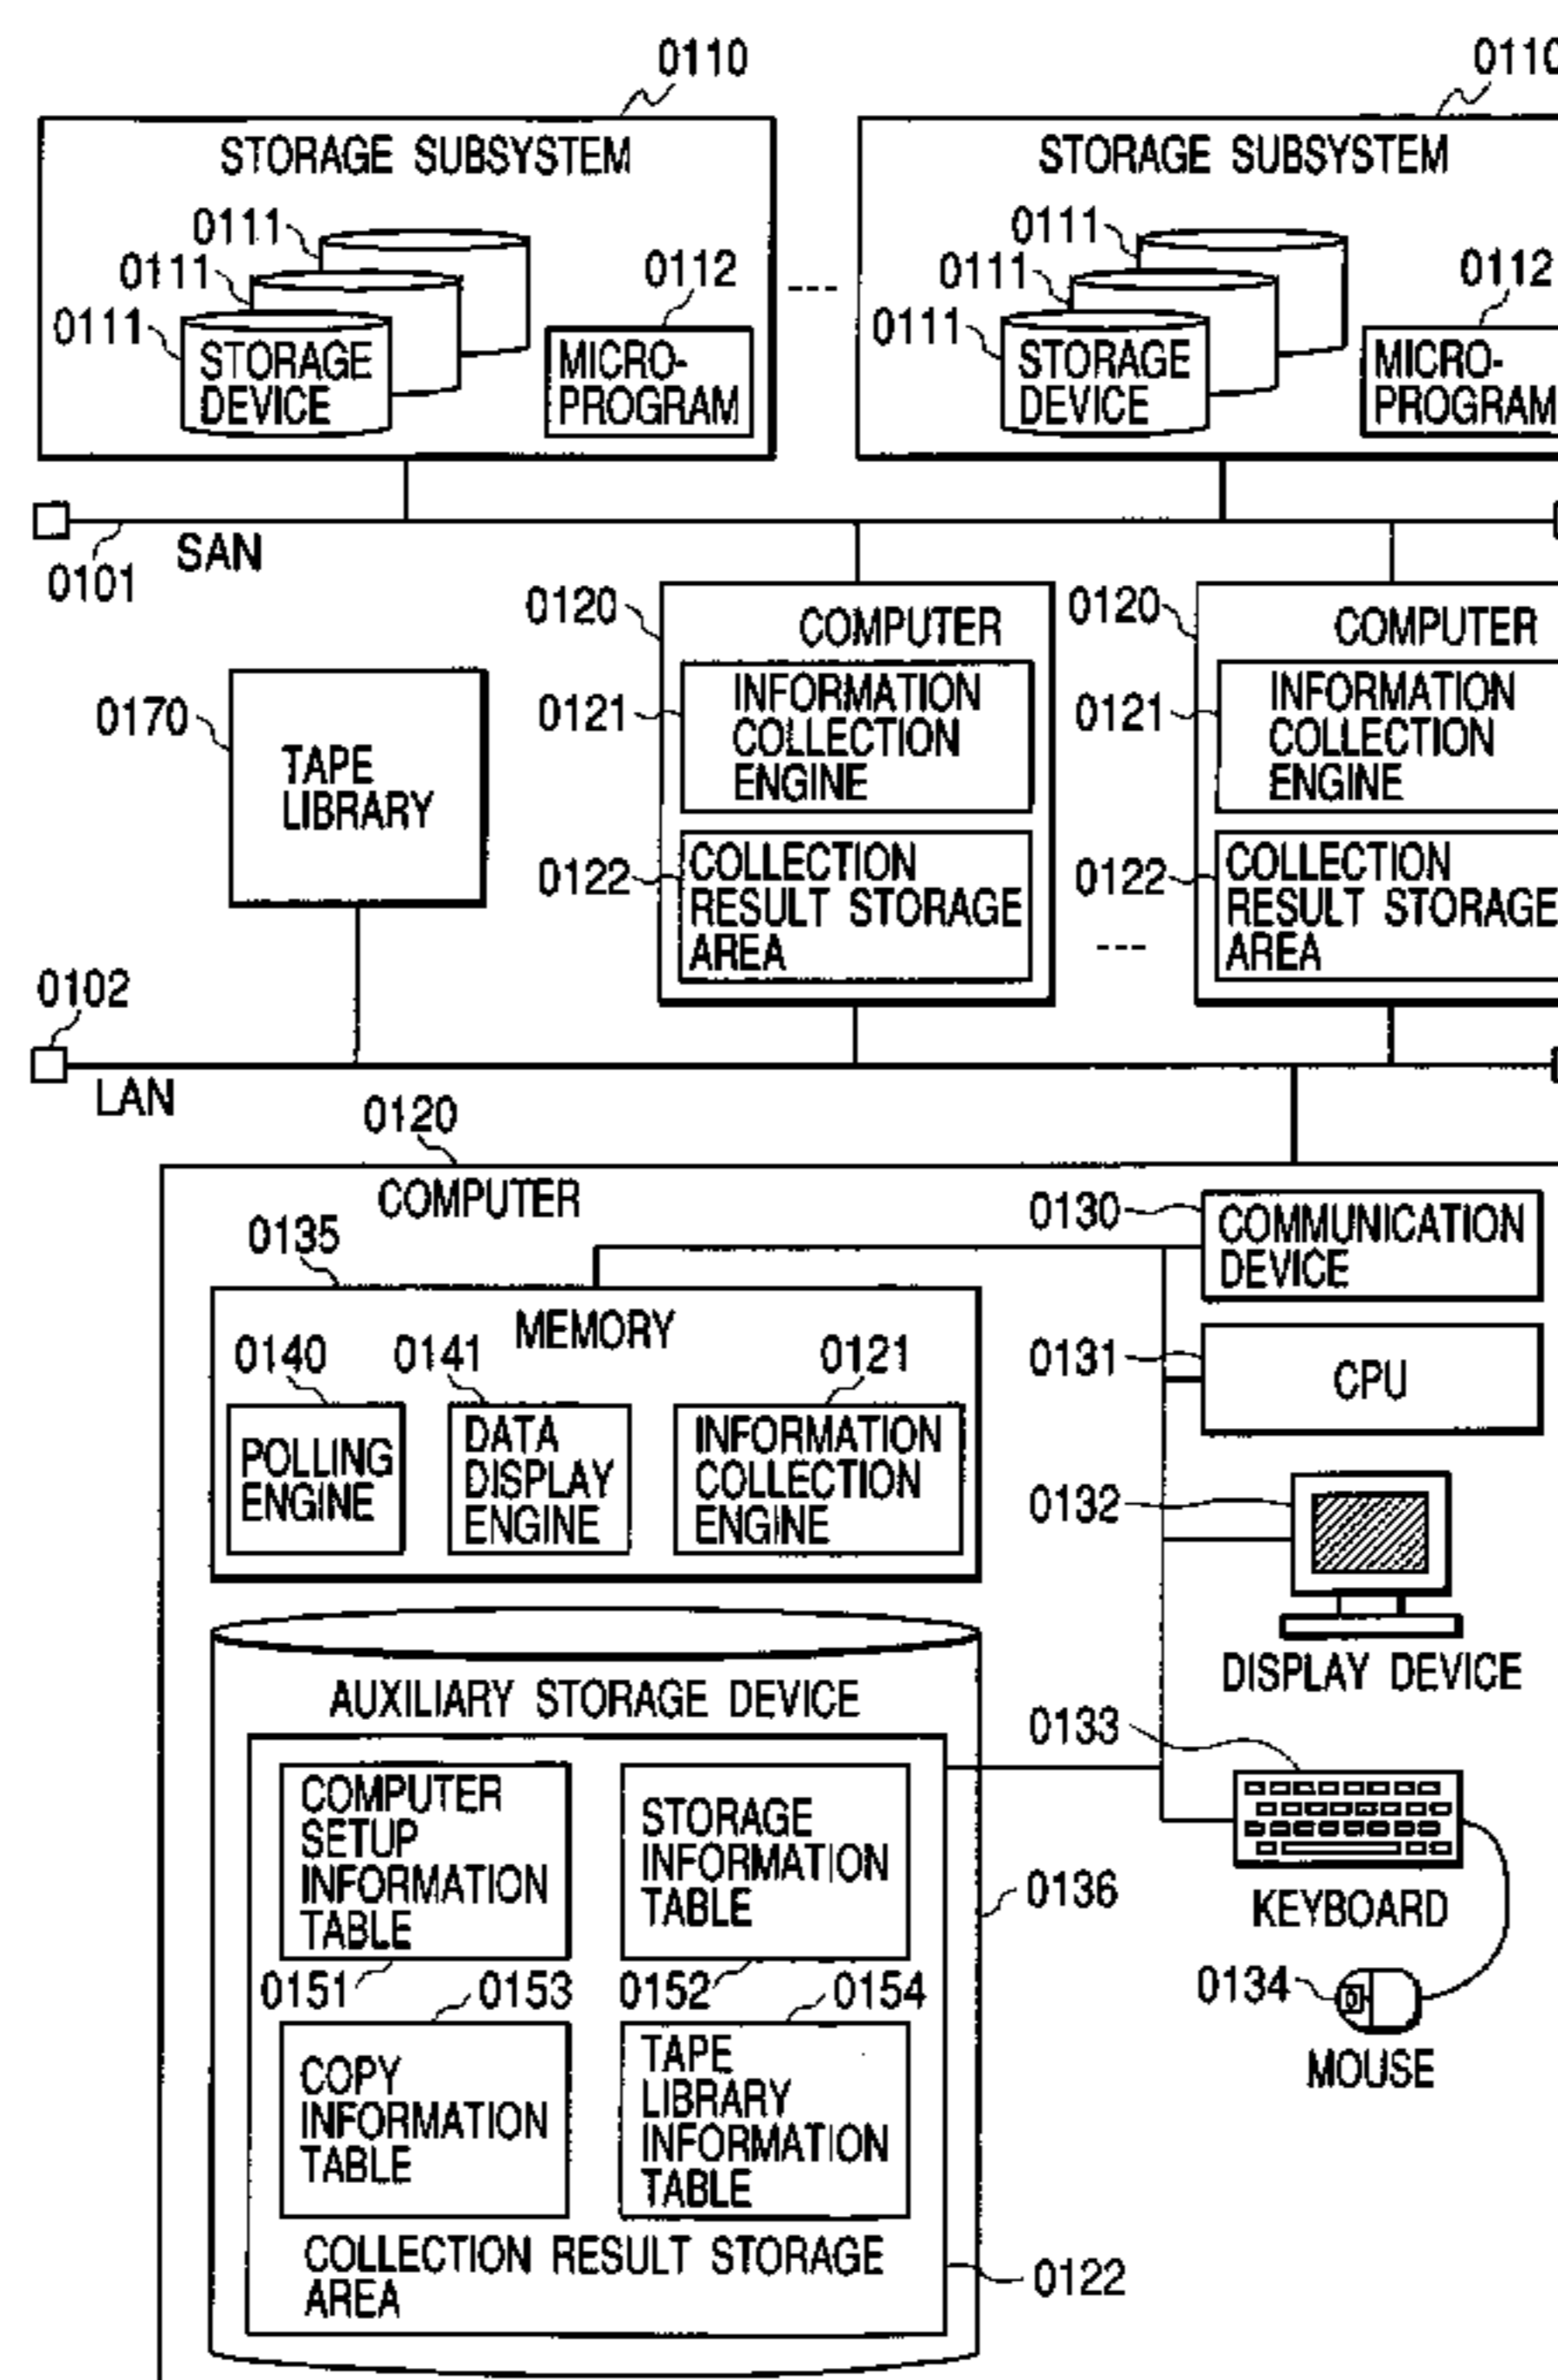 0110
0110
STORAGE SUBSYSTEM
STORAGE SUBSYSTEM
0111
0111
0111
0112
STORAGE
DEVICE
MICRO-
PROGRAM
---
0111
0111
0111
0112
STORAGE
DEVICE
MICRO-
PROGRAM
SAN
0101
0120
COMPUTER
0120
COMPUTER
0170
TAPE
LIBRARY
0121
INFORMATION
COLLECTION
ENGINE
0121
INFORMATION
COLLECTION
ENGINE
0122
COLLECTION
RESULT STORAGE
AREA
---
0122
COLLECTION
RESULT STORAGE
AREA
0102
LAN
0120
COMPUTER
0135
MEMORY
0140
0141
0121
POLLING
ENGINE
DATA
DISPLAY
ENGINE
INFORMATION
COLLECTION
ENGINE
0130
COMMUNICATION
DEVICE
0131
CPU
0132
DISPLAY DEVICE
AUXILIARY STORAGE DEVICE
0133
KEYBOARD
COMPUTER
SETUP
INFORMATION
TABLE
STORAGE
INFORMATION
TABLE
0136
0151
0153
0152
0154
0134
MOUSE
COPY
INFORMATION
TABLE
TAPE
LIBRARY
INFORMATION
TABLE
COLLECTION RESULT STORAGE
AREA
0122